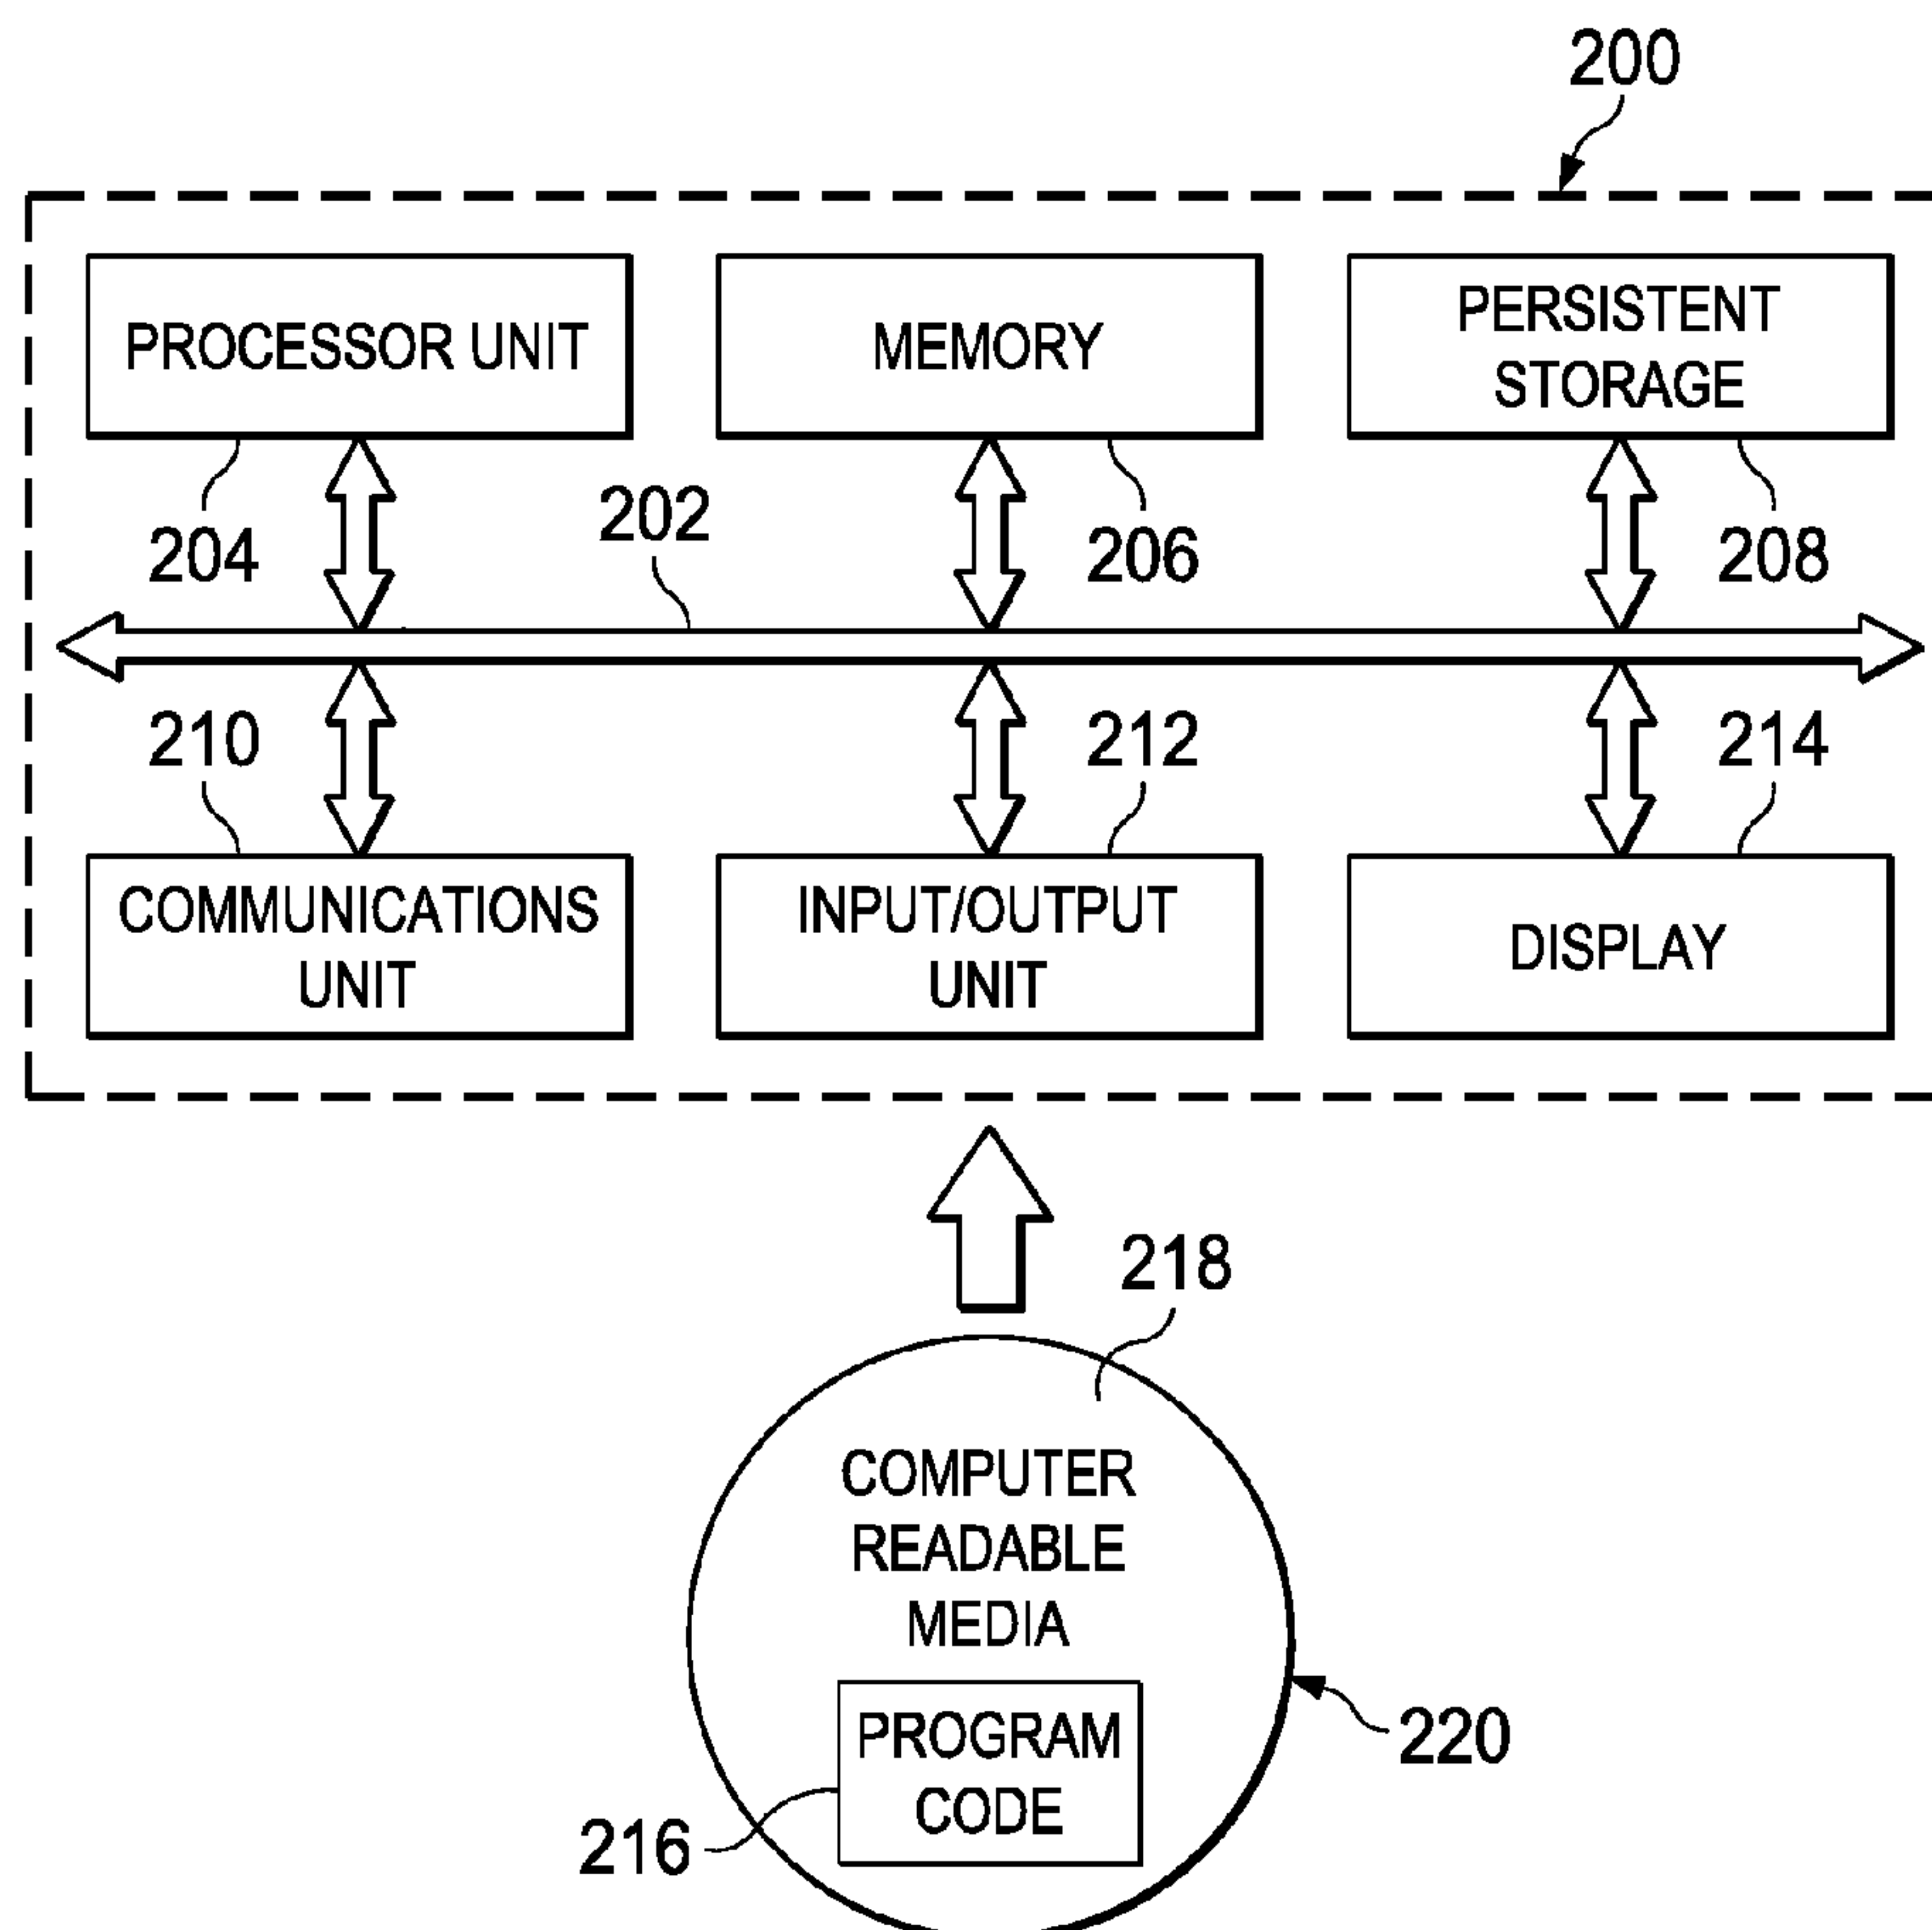 200
PROCESSOR UNIT
MEMORY
PERSISTENT
STORAGE
204
202
206
208
210
212
214
COMMUNICATIONS
UNIT
INPUT/OUTPUT
UNIT
DISPLAY
218
COMPUTER
READABLE
MEDIA
PROGRAM
CODE
220
216